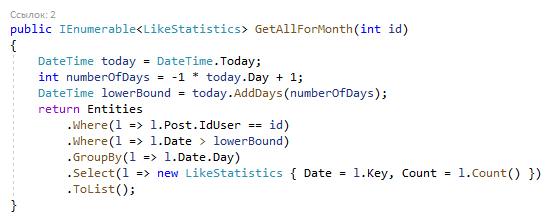 Ссылок: 2
public IEnumerable<LikeStatistics> GetAllForMonth(int id)
{
    DateTime today = DateTime.Today;
    int numberOfDays = -1 * today.Day + 1;
    DateTime lowerBound = today.AddDays(numberOfDays);
    return Entities
        .Where(l => l.Post.IdUser == id)
        .Where(l => l.Date > lowerBound)
        .GroupBy(l => l.Date.Day)
        .Select(l => new LikeStatistics { Date = l.Key, Count = l.Count() })
        .ToList();
}